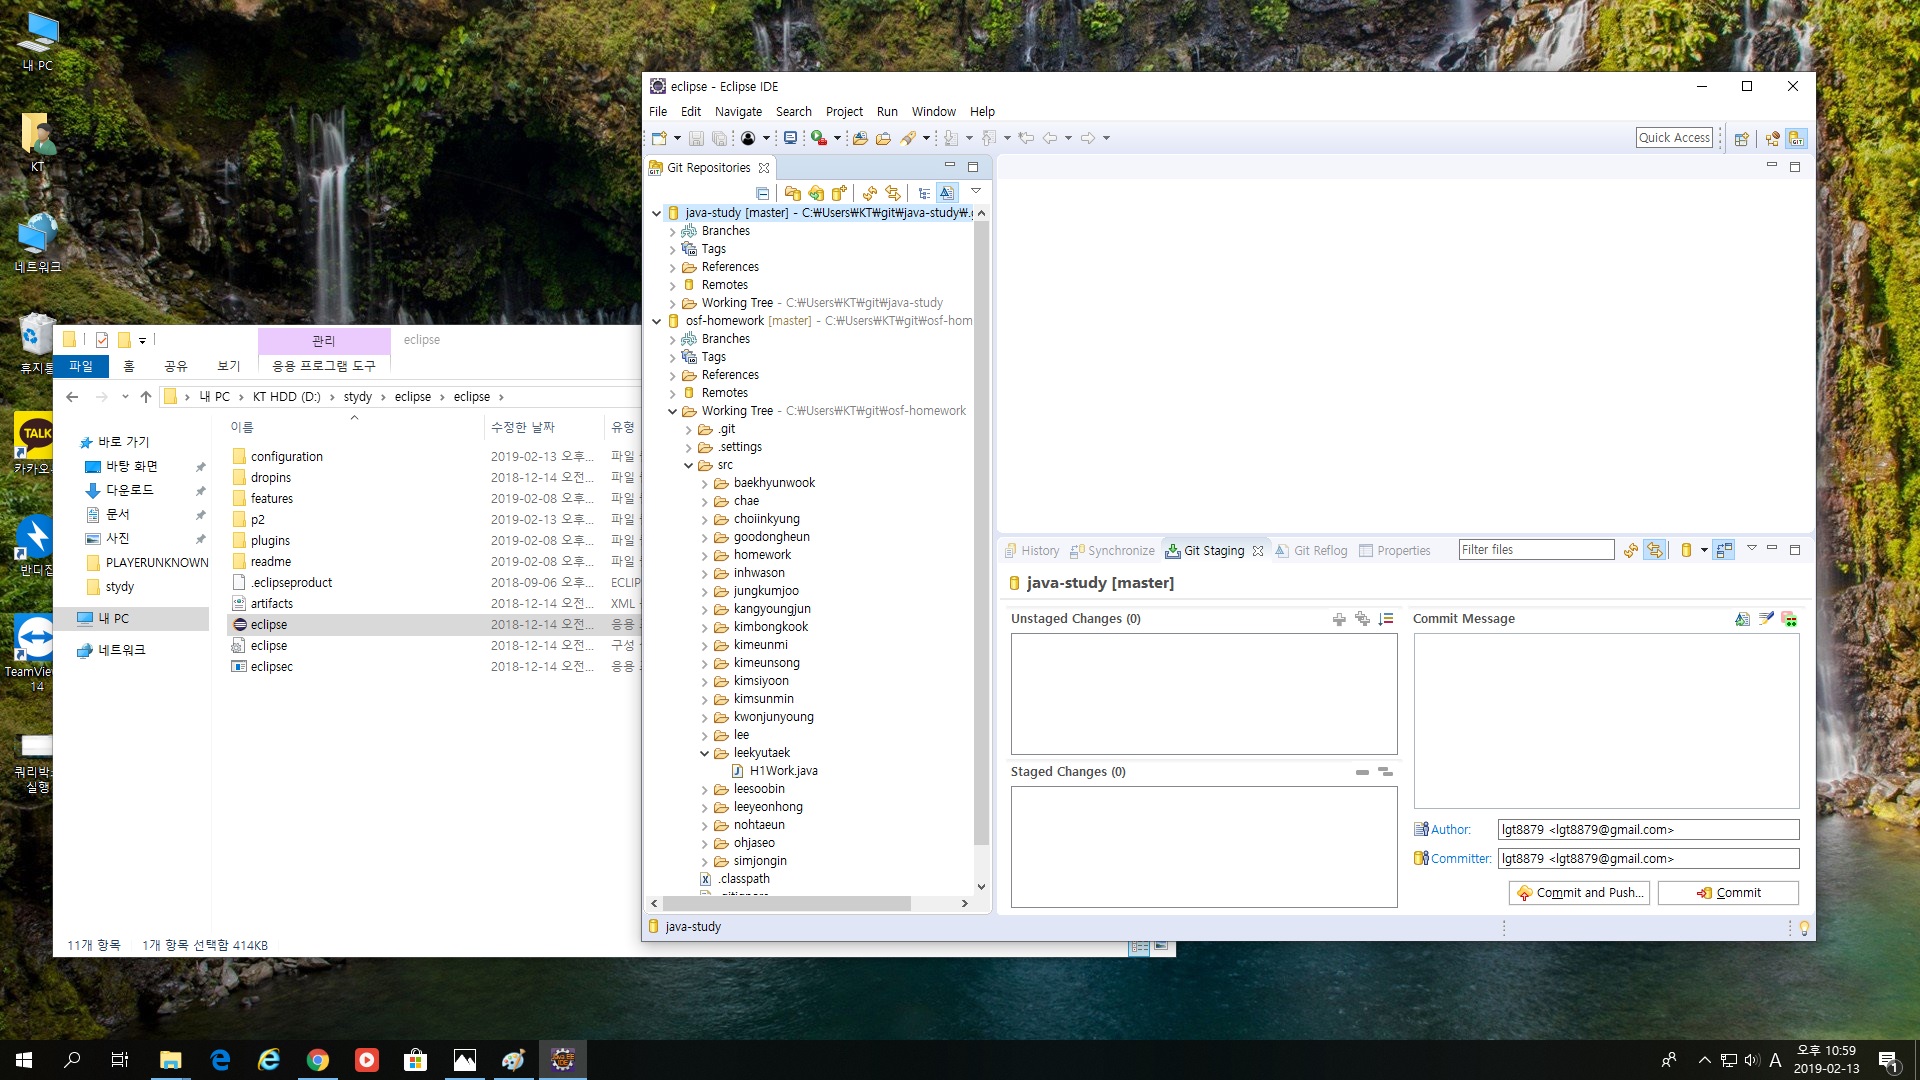 내 PC
KT
네트워크
휴지통
TALK
TeamVie
14
실행
관리
eclipse
파일
홈
공유
보기
응용 프로그램 도구
내 PC
KT HDD (D:)
stydy
eclipse
eclipse
이름
수정한 날짜
유형
바로 가기
바탕 화면
다운로드
문서
사진
PLAYERUNKNOWN
stydy
내 PC
네트워크
configuration 2019-02-13 오후... 파일
dropins 2018-12-14 오전... 파일
features 2019-02-08 오후... 파일
p2 2019-02-13 오후... 파일
plugins 2019-02-08 오후... 파일
readme 2019-02-08 오후... 파일
.eclipseproduct 2018-09-06 오후... ECLIP
artifacts 2018-12-14 오전... XML
eclipse 2018-12-14 오전... 응용
eclipse 2018-12-14 오전... 구성
eclipsec 2018-12-14 오전... 응용
11개 항목 1개 항목 선택함 414KB
eclipse - Eclipse IDE
File Edit Navigate Search Project Run Window Help
Quick Access
Git Repositories
java-study [master] - C:₩Users₩KT₩git₩java-study₩.g
Branches
Tags
References
Remotes
Working Tree - C:₩Users₩KT₩git₩java-study
osf-homework [master] - C:₩Users₩KT₩git₩osf-hom
Branches
Tags
References
Remotes
Working Tree - C:₩Users₩KT₩git₩osf-homework
.git
.settings
src
baekhyunwook
chae
choiinkyung
goodongheun
homework
inhwason
jungkumjoo
kangyoungjun
kimbongkook
kimeunmi
kimeunsong
kimsiyoon
kimsunmin
kwonjunyoung
lee
leekyutaek
H1Work.java
leesoobin
leeyeonhong
nohtaeun
ohjaseo
simjongin
.classpath
java-study
History
Synchronize
Git Staging
Git Reflog
Properties
Filter files
java-study [master]
Unstaged Changes (0)
Staged Changes (0)
Commit Message
Author: lgt8879 <lgt8879@gmail.com>
Committer: lgt8879 <lgt8879@gmail.com>
Commit and Push...
Commit
A
오후 10:59
2019-02-13
1